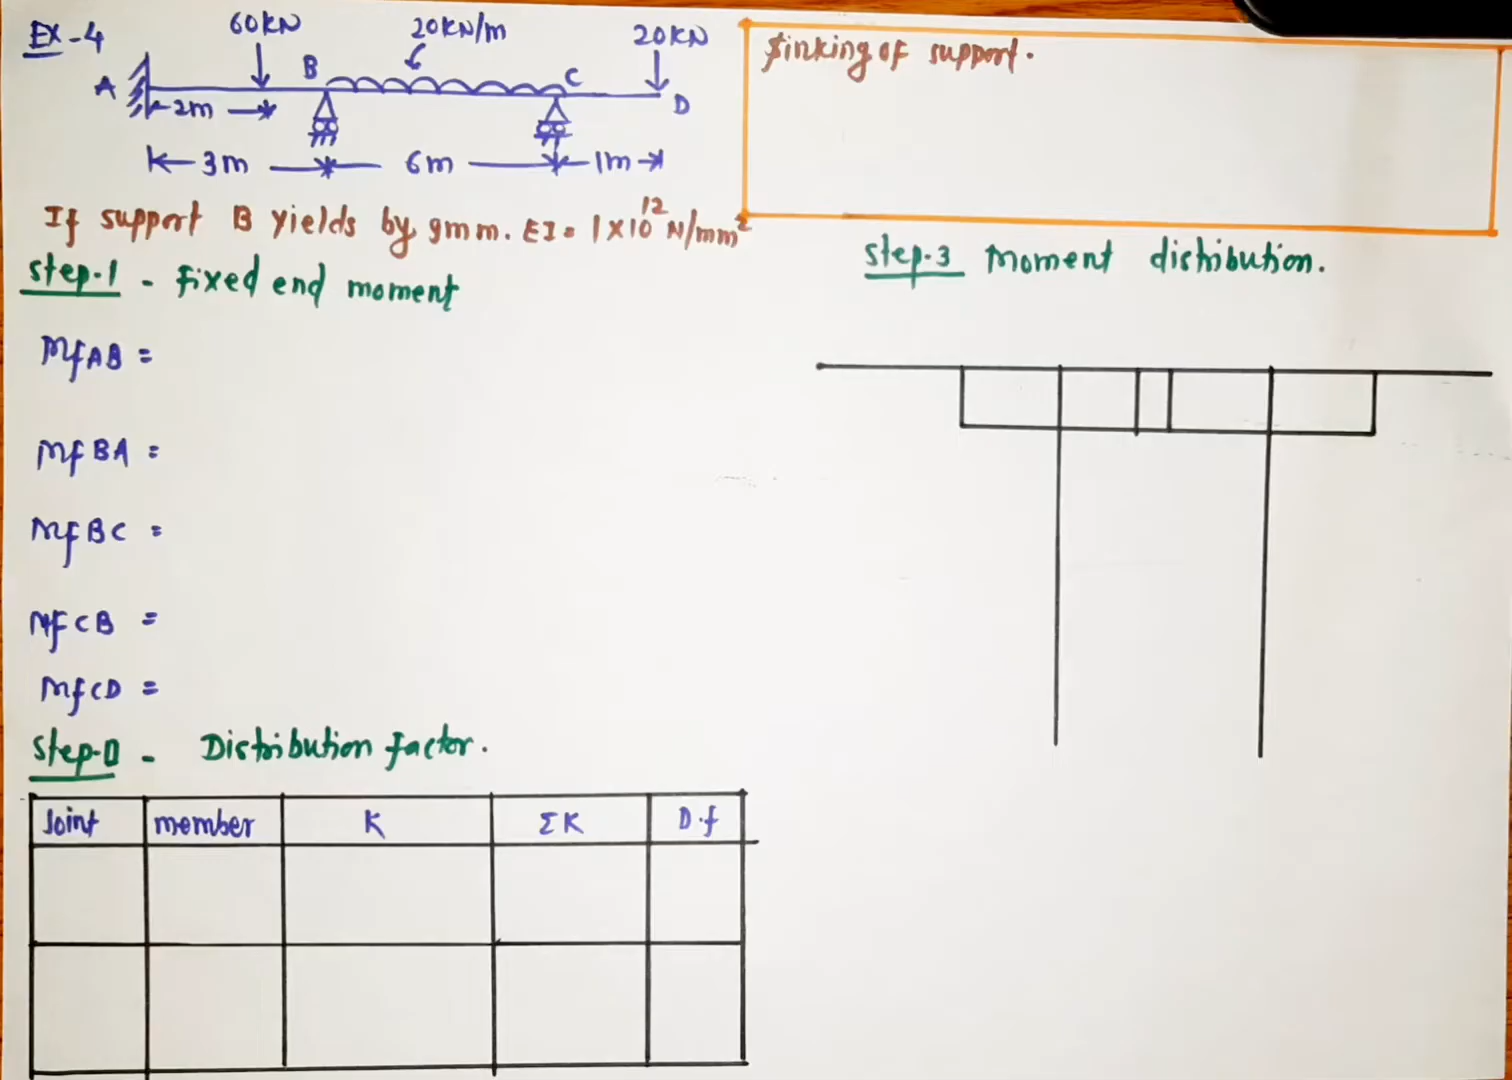 Ex-4
60KN
20KN/m
20KN
A
B
C
D
2m
3m
6m
1m
If support B yields by 9mm. EI = 1x10^12 N/mm²
Step-1 - Fixed end moment
MfAB =
MfBA =
MfBC =
MfCB =
MfCD =
Step-0 - Distribution factor.
Joint member K ΣK D.f
Sinking of support.
Step-3 Moment distribution.